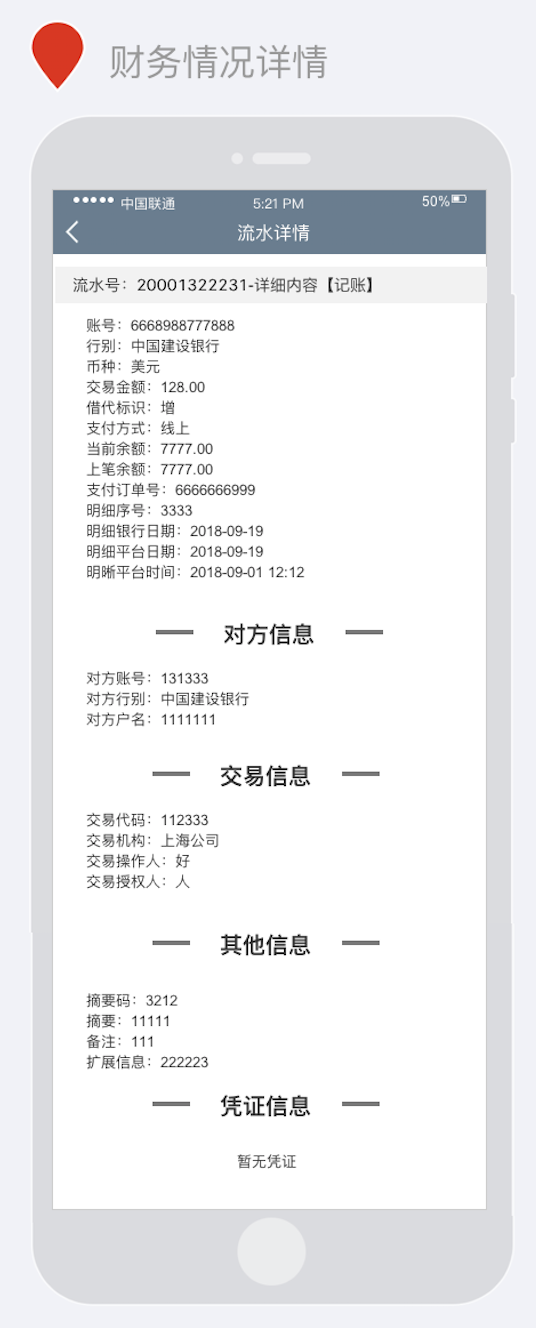 财务情况详情
中国联通 5:21 PM 50%
流水详情
流水号：20001322231-详细内容【记账】
账号：6668988777888
行别：中国建设银行
币种：美元
交易金额：128.00
借代标识：增
支付方式：线上
当前余额：7777.00
上笔余额：7777.00
支付订单号：6666666999
明细序号：3333
明细银行日期：2018-09-19
明细平台日期：2018-09-19
明晰平台时间：2018-09-01 12:12
对方信息
对方账号：131333
对方行别：中国建设银行
对方户名：1111111
交易信息
交易代码：112333
交易机构：上海公司
交易操作人：好
交易授权人：人
其他信息
摘要码：3212
摘要：11111
备注：111
扩展信息：222223
凭证信息
暂无凭证